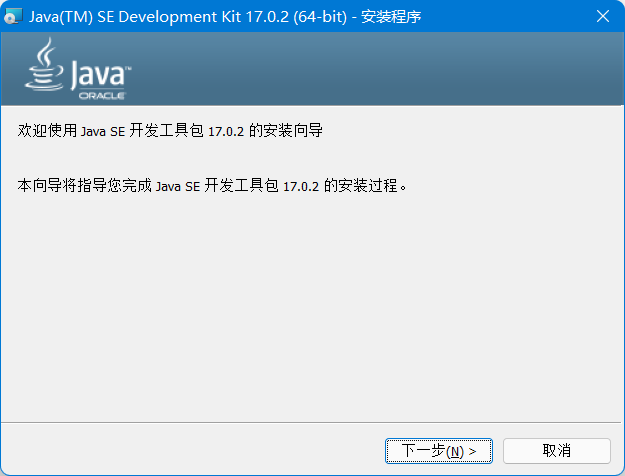 Java(TM) SE Development Kit 17.0.2 (64-bit) - 安装程序
Java™
ORACLE
欢迎使用 Java SE 开发工具包 17.0.2 的安装向导
本向导将指导您完成 Java SE 开发工具包 17.0.2 的安装过程。
下一步(N) >
取消